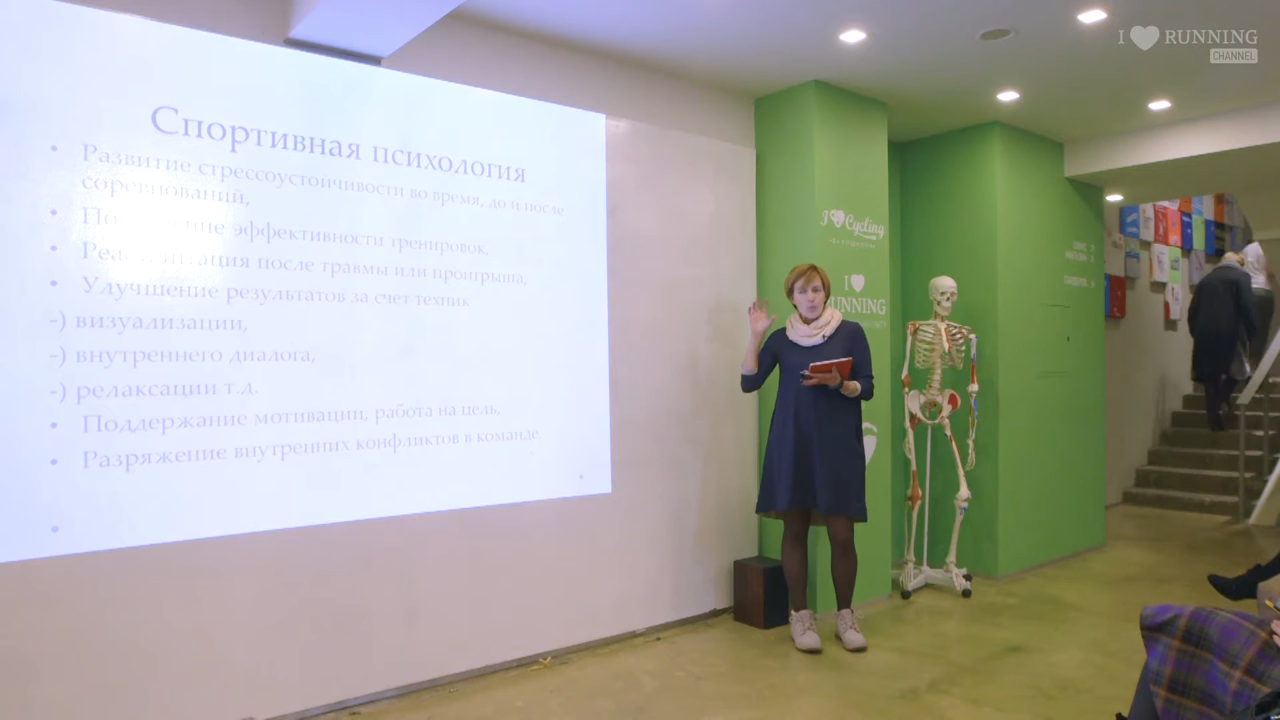 Спортивная психология
• Развитие стрессоустойчивости во время, до и после
соревнований,
• эффективности тренировок,
• Реабилитация после травмы или проигрыша,
• Улучшение результатов за счет техник
-) визуализации,
-) внутреннего диалога,
-) релаксации т.д.
• Поддержание мотивации, работа на цель,
• Разряжение внутренних конфликтов в команде
I RUNNING
CHANNEL
I Cycling
I
RUNNING